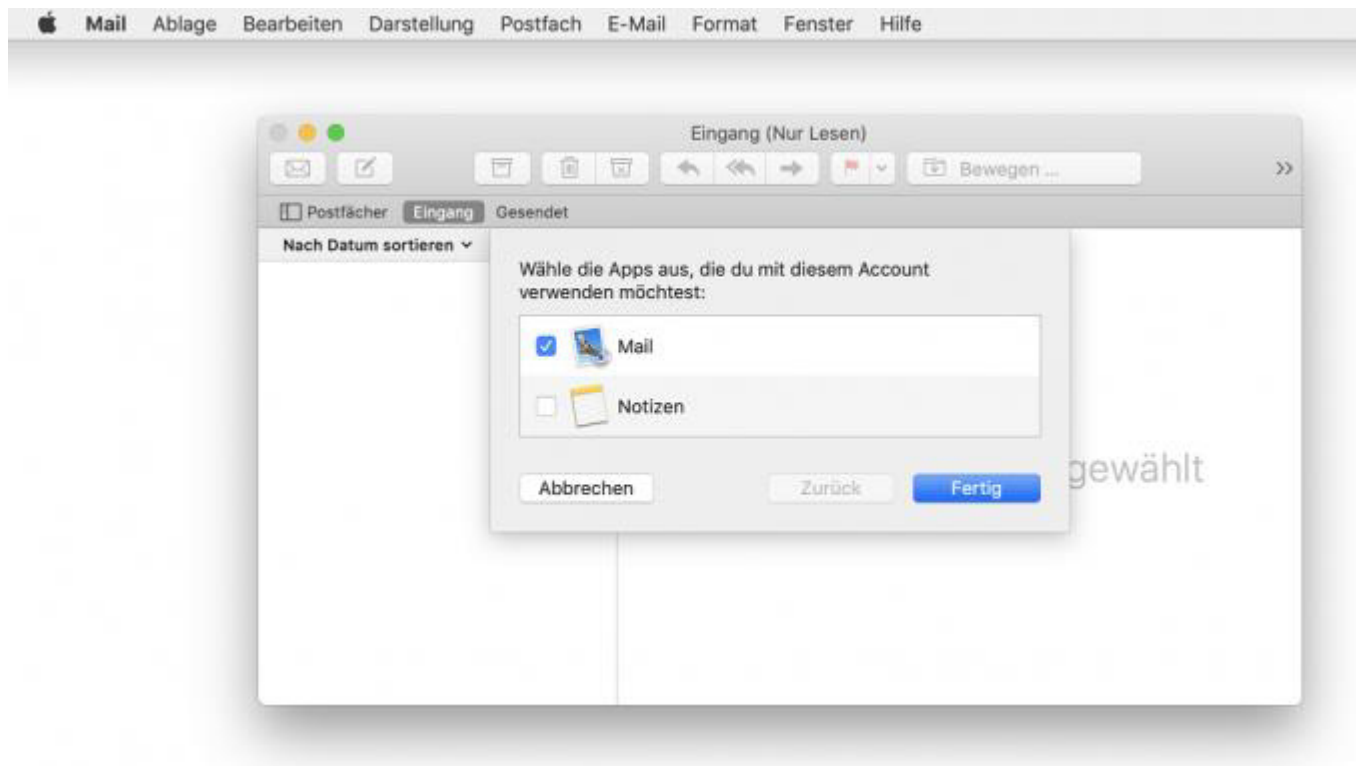 Mail Ablage Bearbeiten Darstellung Postfach E-Mail Format Fenster Hilfe
Eingang (Nur Lesen)
Bewegen ...
Postfächer Eingang Gesendet
Nach Datum sortieren
Wähle die Apps aus, die du mit diesem Account
verwenden möchtest:
Mail
Notizen
gewählt
Abbrechen Zurück Fertig